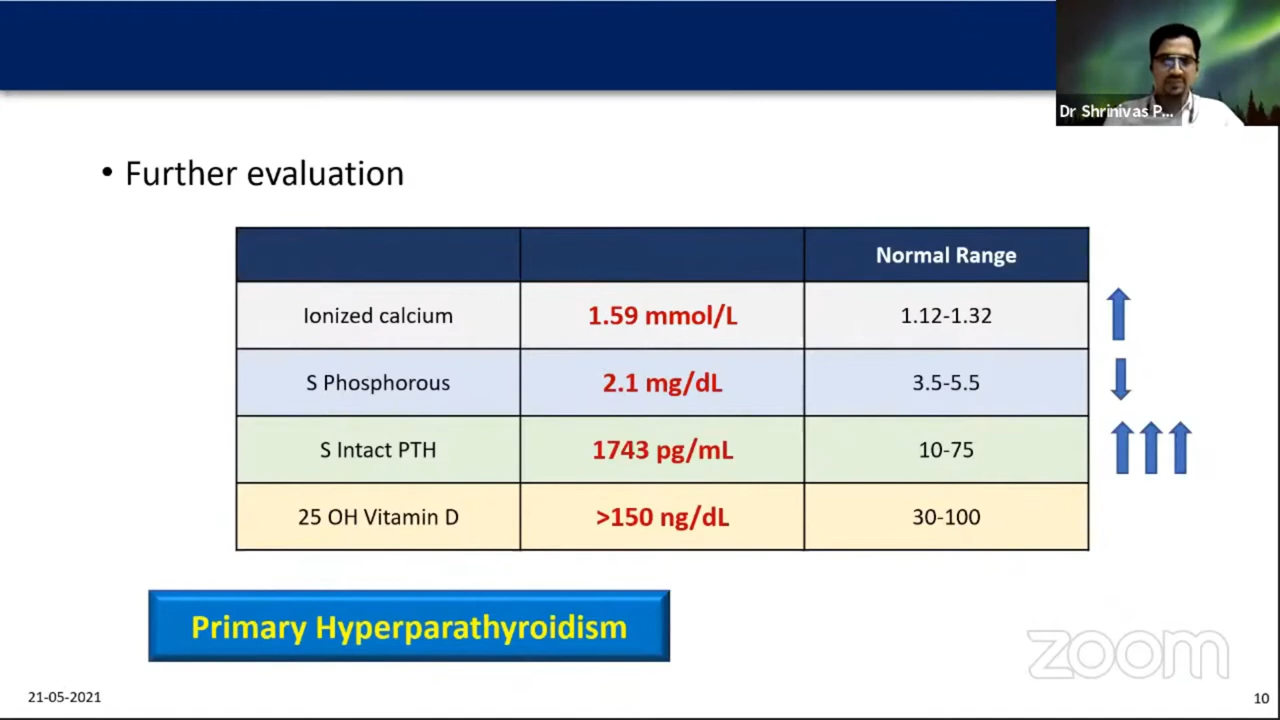 Dr Shrinivas P...
• Further evaluation
Normal Range
Ionized calcium 1.59 mmol/L 1.12-1.32
S Phosphorous 2.1 mg/dL 3.5-5.5
S Intact PTH 1743 pg/mL 10-75
25 OH Vitamin D >150 ng/dL 30-100
Primary Hyperparathyroidism
zoom
21-05-2021
10